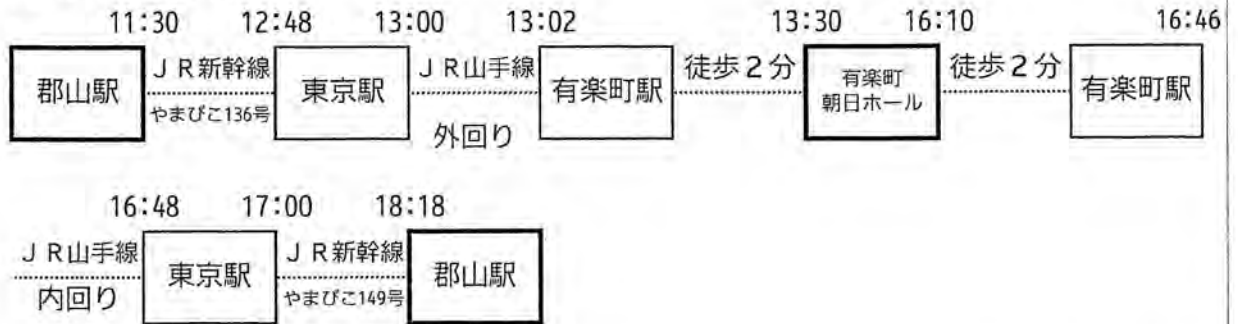 11:30 12:48 13:00 13:02 13:30 16:10 16:46
郡山駅 JR新幹線 やまびこ136号 東京駅 JR山手線 外回り 有楽町駅 徒歩2分 有楽町 朝日ホール 徒歩2分 有楽町駅
16:48 17:00 18:18
JR山手線 内回り 東京駅 JR新幹線 やまびこ149号 郡山駅